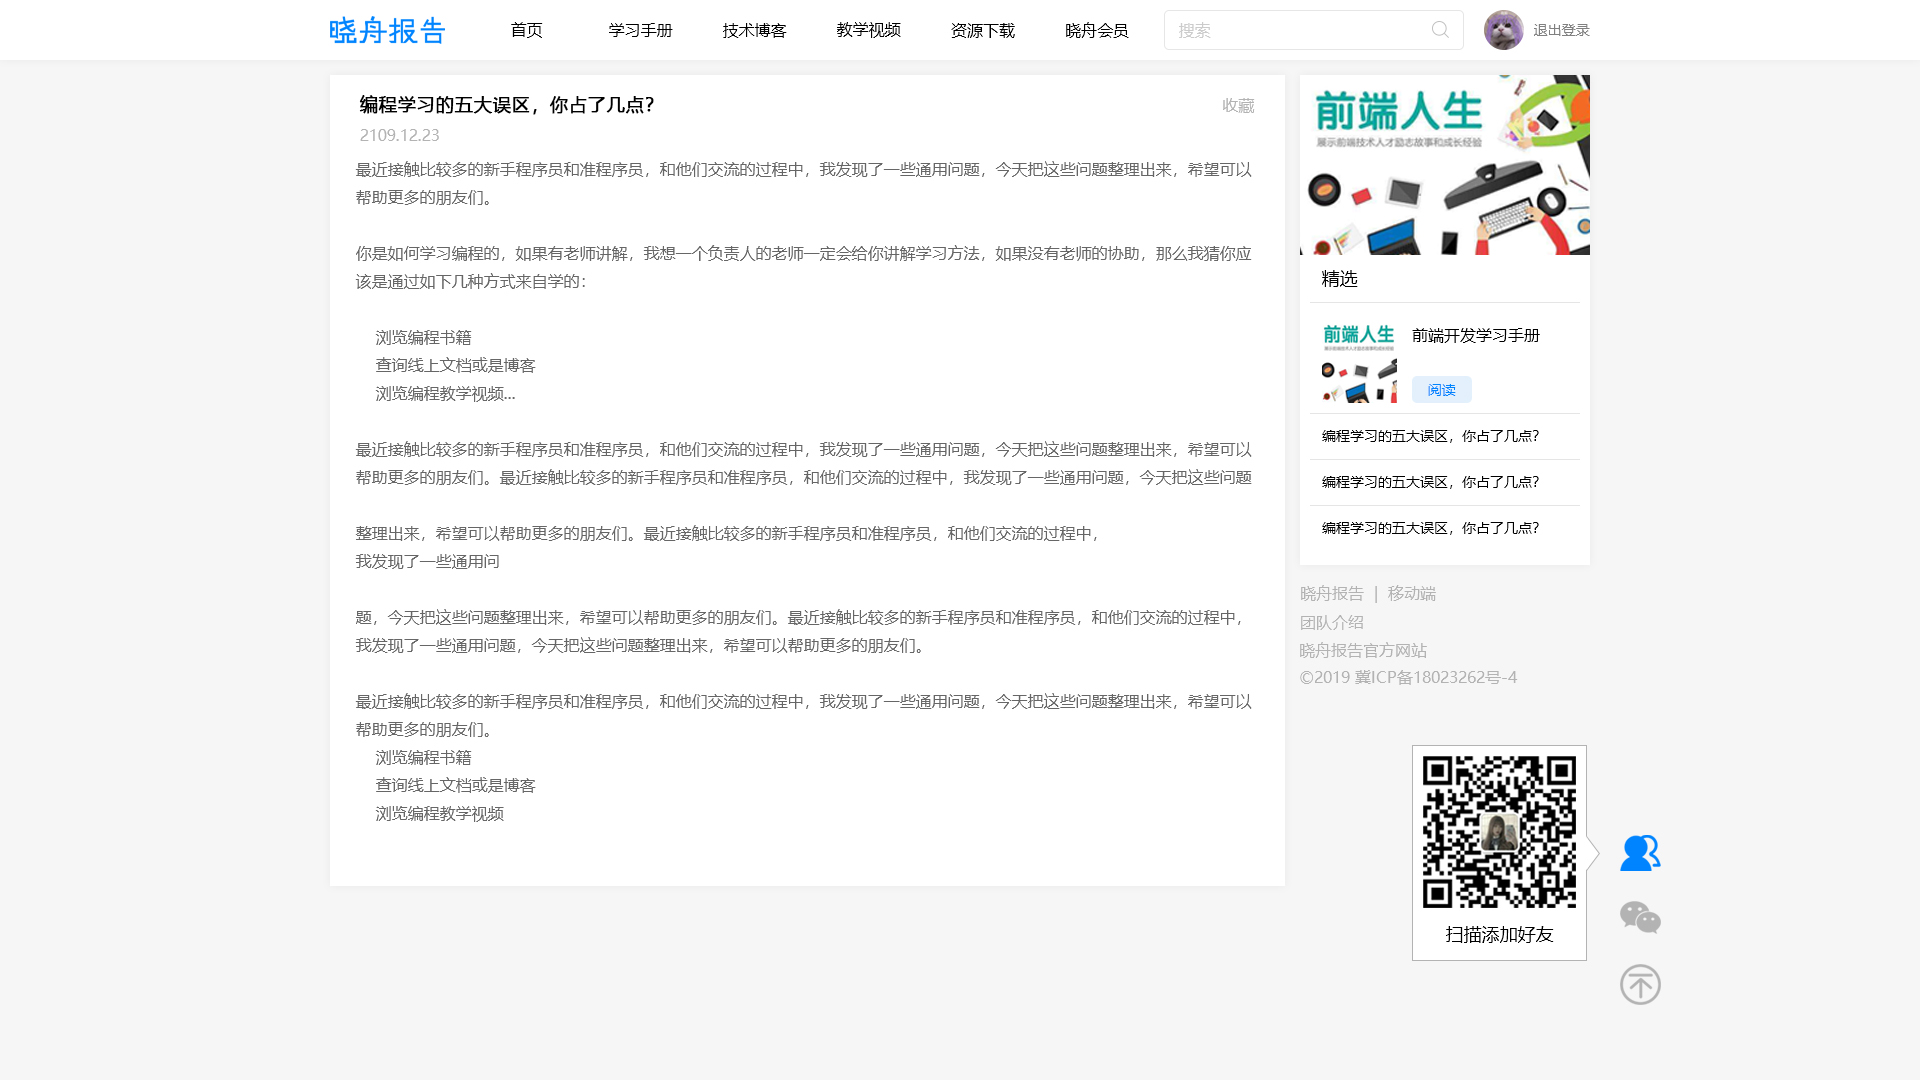 晓舟报告 首页 学习手册 技术博客 教学视频 资源下载 晓舟会员 搜索 退出登录
编程学习的五大误区，你占了几点？ 收藏
2109.12.23
最近接触比较多的新手程序员和准程序员，和他们交流的过程中，我发现了一些通用问题，今天把这些问题整理出来，希望可以
帮助更多的朋友们。
你是如何学习编程的，如果有老师讲解，我想一个负责人的老师一定会给你讲解学习方法，如果没有老师的协助，那么我猜你应
该是通过如下几种方式来自学的：
浏览编程书籍
查询线上文档或是博客
浏览编程教学视频...
最近接触比较多的新手程序员和准程序员，和他们交流的过程中，我发现了一些通用问题，今天把这些问题整理出来，希望可以
帮助更多的朋友们。最近接触比较多的新手程序员和准程序员，和他们交流的过程中，我发现了一些通用问题，今天把这些问题
整理出来，希望可以帮助更多的朋友们。最近接触比较多的新手程序员和准程序员，和他们交流的过程中，
我发现了一些通用问
题，今天把这些问题整理出来，希望可以帮助更多的朋友们。最近接触比较多的新手程序员和准程序员，和他们交流的过程中，
我发现了一些通用问题，今天把这些问题整理出来，希望可以帮助更多的朋友们。
最近接触比较多的新手程序员和准程序员，和他们交流的过程中，我发现了一些通用问题，今天把这些问题整理出来，希望可以
帮助更多的朋友们。
浏览编程书籍
查询线上文档或是博客
浏览编程教学视频
前端人生
展示前端技术人才励志故事和成长经验
精选
前端人生
展示前端技术人才励志故事和成长经验
前端开发学习手册
阅读
编程学习的五大误区，你占了几点？
编程学习的五大误区，你占了几点？
编程学习的五大误区，你占了几点？
晓舟报告 | 移动端
团队介绍
晓舟报告官方网站
©2019 冀ICP备18023262号-4
扫描添加好友